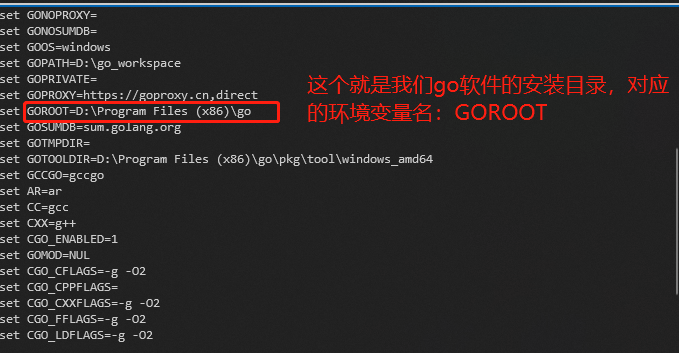 set GONOPROXY=
set GONOSUMDB=
set GOOS=windows
set GOPATH=D:\go_workspace
set GOPRIVATE=
set GOPROXY=https://goproxy.cn,direct
set GOROOT=D:\Program Files (x86)\go
set GOSUMDB=sum.golang.org
set GOTMPDIR=
set GOTOOLDIR=D:\Program Files (x86)\go\pkg\tool\windows_amd64
set GCCGO=gccgo
set AR=ar
set CC=gcc
set CXX=g++
set CGO_ENABLED=1
set GOMOD=NUL
set CGO_CFLAGS=-g -O2
set CGO_CPPFLAGS=
set CGO_CXXFLAGS=-g -O2
set CGO_FFLAGS=-g -O2
set CGO_LDFLAGS=-g -O2
这个就是我们go软件的安装目录，对应
的环境变量名：GOROOT